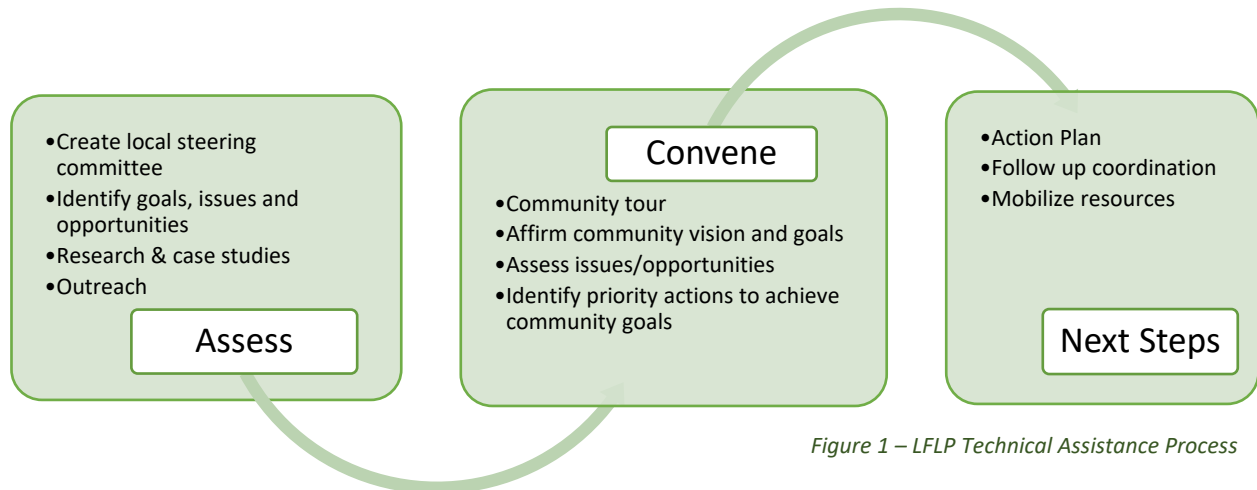 •Create local steering
committee
•Identify goals, issues and
opportunities
•Research & case studies
•Outreach
Assess
Convene
•Community tour
•Affirm community vision and goals
•Assess issues/opportunities
•Identify priority actions to achieve
community goals
•Action Plan
•Follow up coordination
•Mobilize resources
Next Steps
Figure 1 – LFLP Technical Assistance Process